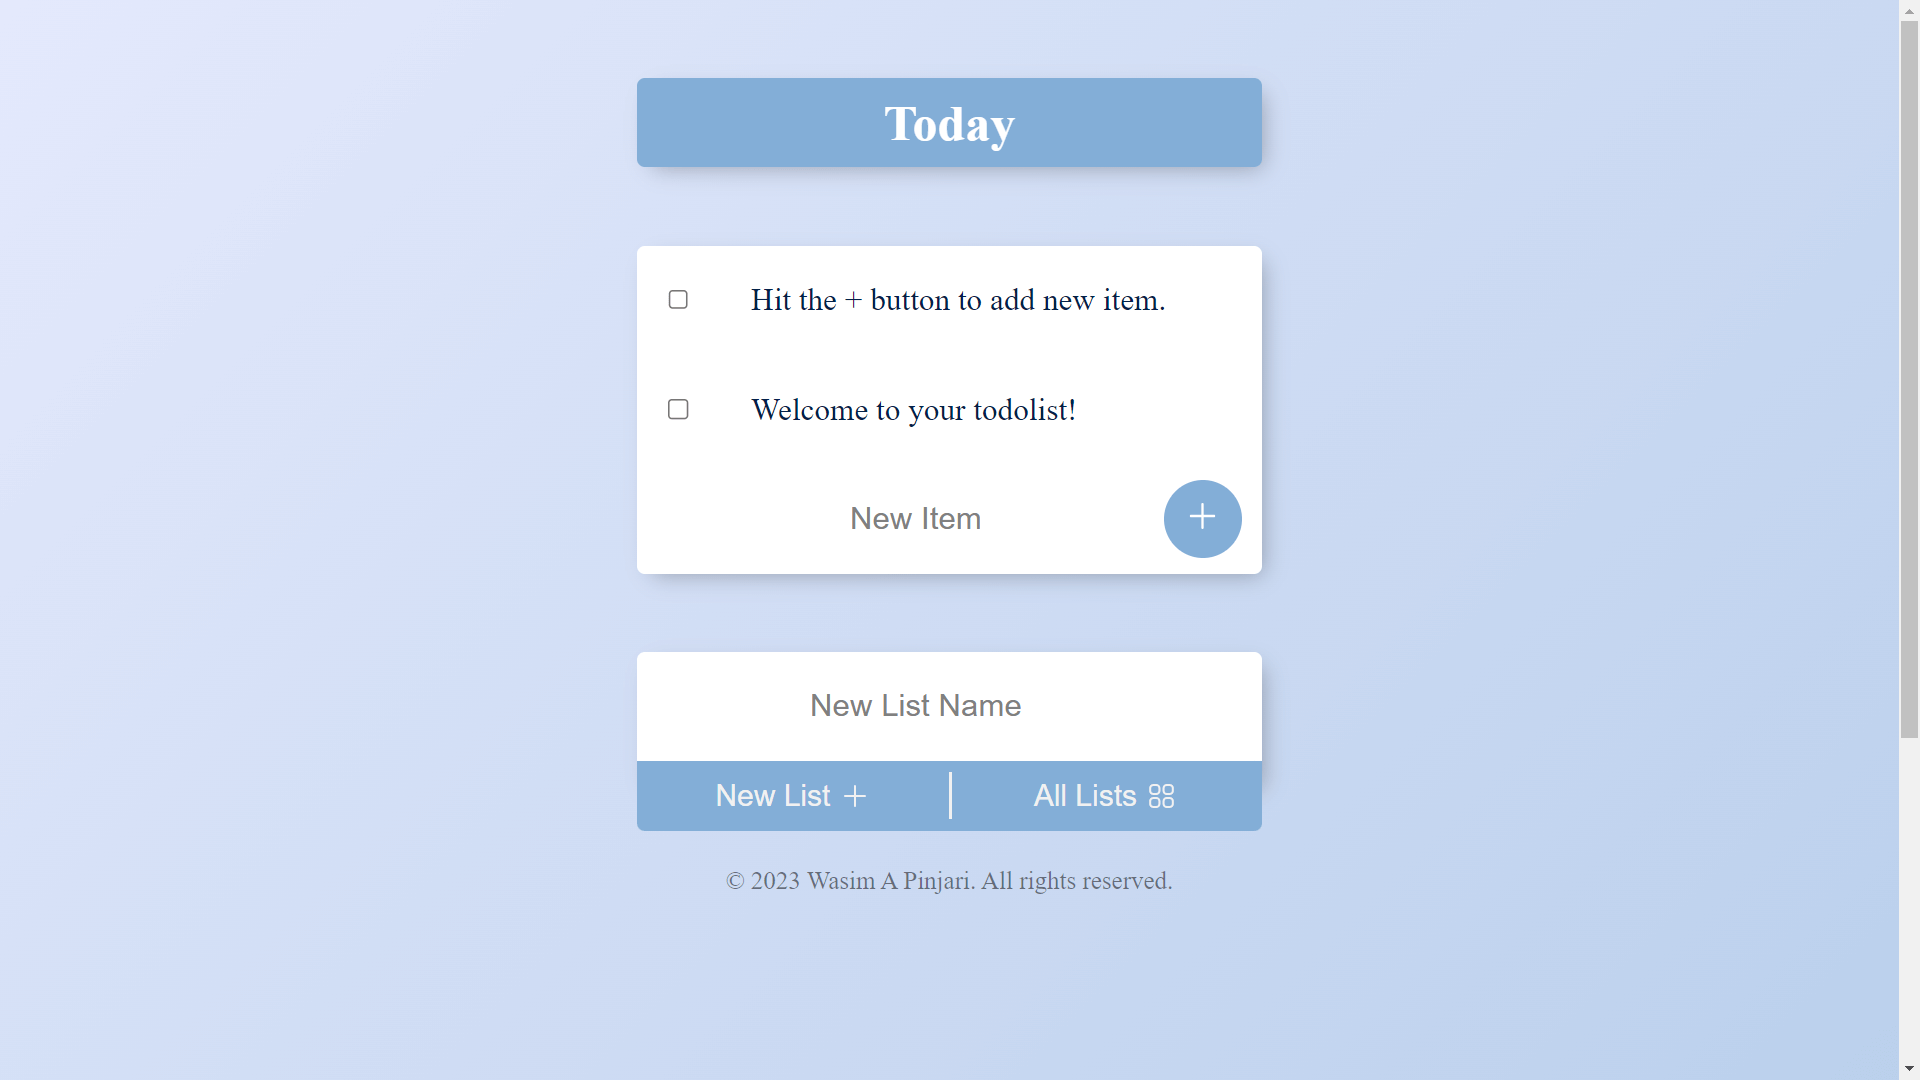 Today
Hit the + button to add new item.
Welcome to your todolist!
New Item
New List Name
New List +
All Lists
© 2023 Wasim A Pinjari. All rights reserved.